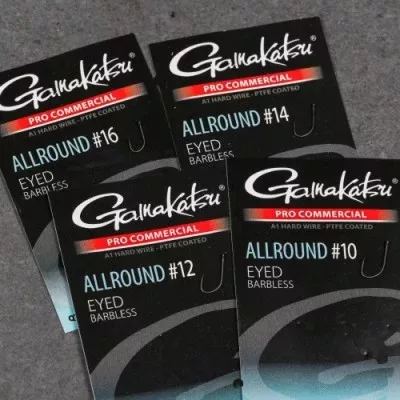 Gamakatsu
PRO COMMERCIAL
A1 HARD WIRE - PTFE COATED
ALLROUND #16
EYED
BARBLESS
Gamakatsu
PRO COMMERCIAL
A1 HARD WIRE - PTFE COATED
ALLROUND #14
EYED
BARBLESS
Gamakatsu
PRO COMMERCIAL
A1 HARD WIRE - PTFE COATED
ALLROUND #12
EYED
BARBLESS
Gamakatsu
PRO COMMERCIAL
A1 HARD WIRE - PTFE COATED
ALLROUND #10
EYED
BARBLESS